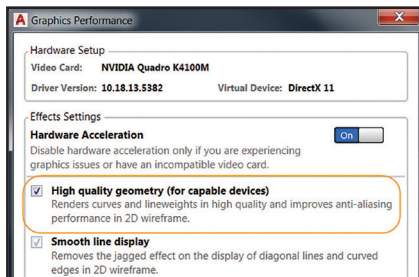 Graphics Performance
Hardware Setup
Video Card: NVIDIA Quadro K4100M
Driver Version: 10.18.13.5382 Virtual Device: DirectX 11
Effects Settings
Hardware Acceleration On
Disable hardware acceleration only if you are experiencing
graphics issues or have an incompatible video card.
High quality geometry (for capable devices)
Renders curves and lineweights in high quality and improves anti-aliasing
performance in 2D wireframe.
Smooth line display
Removes the jagged effect on the display of diagonal lines and curved
edges in 2D wireframe.